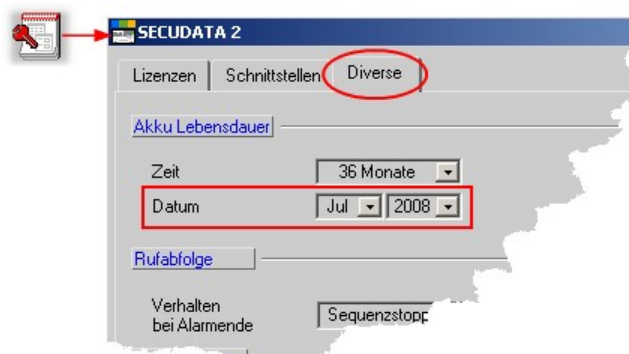 SECUDATA 2
Lizenzen Schnittstellen Diverse
Akku Lebensdauer
Zeit 36 Monate
Datum Jul 2008
Rufabfolge
Verhalten
bei Alarmende Sequenzstopp